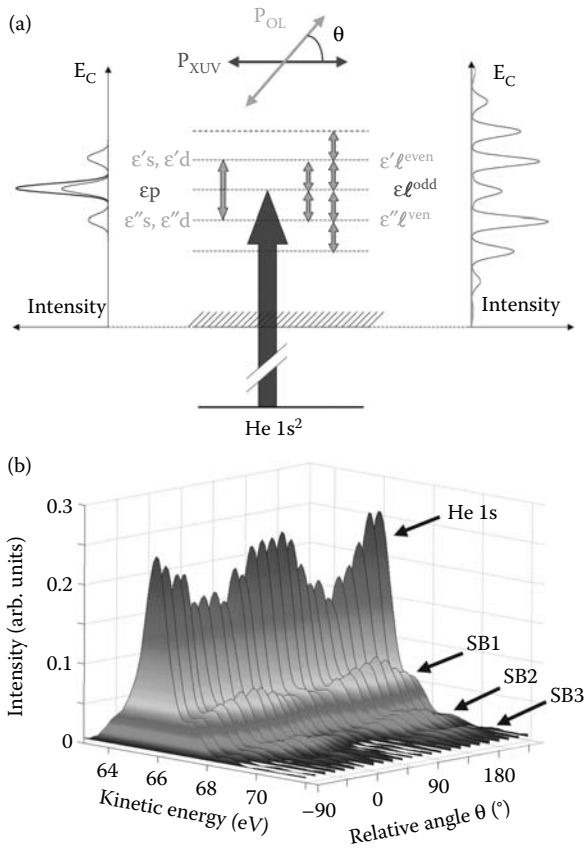 (a)
P_OL
θ
P_XUV
E_C
E_C
ε′s, ε′d
ε′ℓ^even
εp
εℓ^odd
ε″s, ε″d
ε″ℓ^ven
Intensity
Intensity
He 1s²
(b)
0.3
0.2
0.1
0
Intensity (arb. units)
He 1s
SB1
SB2
SB3
64
66
68
70
Kinetic energy (eV)
−90
0
90
180
Relative angle θ (°)